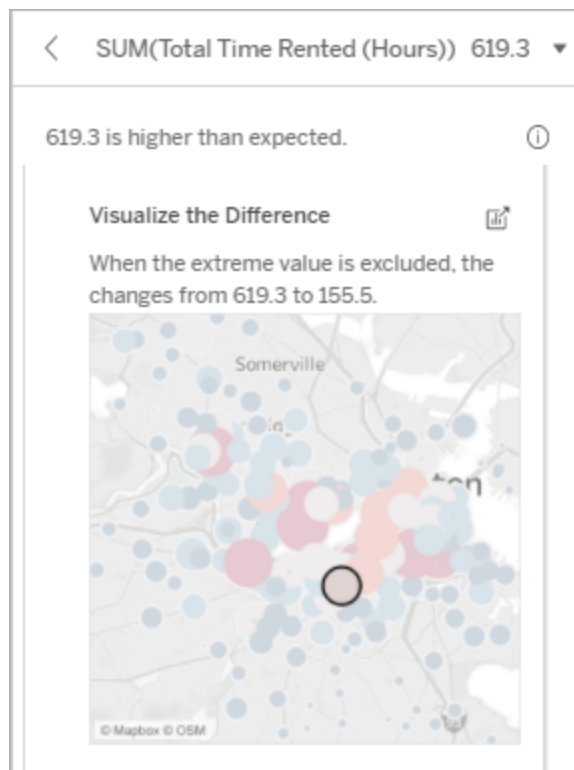 SUM(Total Time Rented (Hours)) 619.3
619.3 is higher than expected.
Visualize the Difference
When the extreme value is excluded, the
changes from 619.3 to 155.5.
Somerville
ton
© Mapbox © OSM